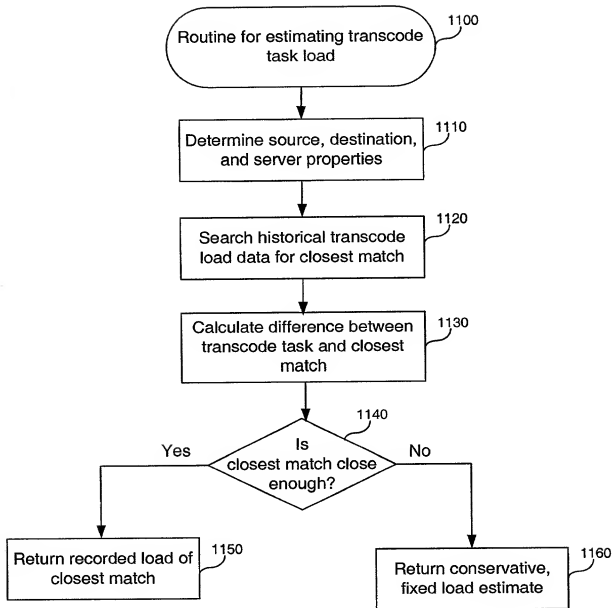 Routine for estimating transcode
task load
1100
Determine source, destination,
and server properties
1110
Search historical transcode
load data for closest match
1120
Calculate difference between
transcode task and closest
match
1130
Is
closest match close
enough?
1140
Yes
No
Return recorded load of
closest match
1150
Return conservative,
fixed load estimate
1160